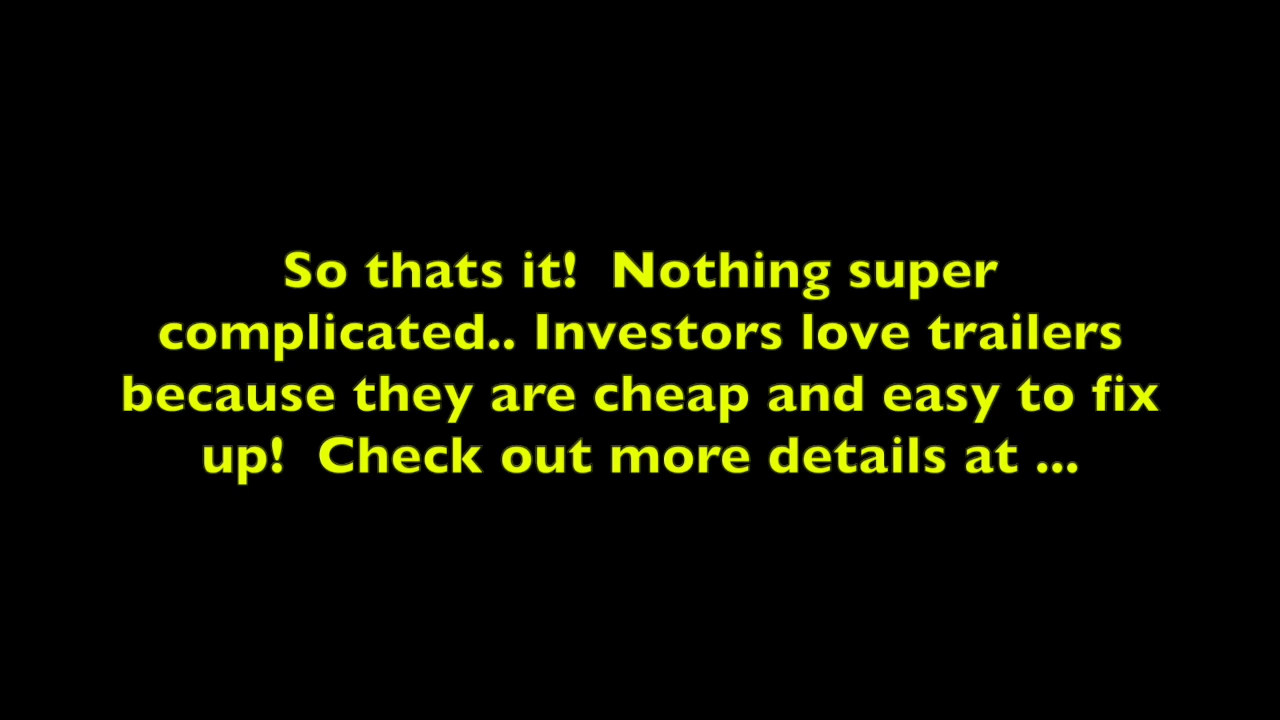 So thats it!  Nothing super
complicated.. Investors love trailers
because they are cheap and easy to fix
up!  Check out more details at ...